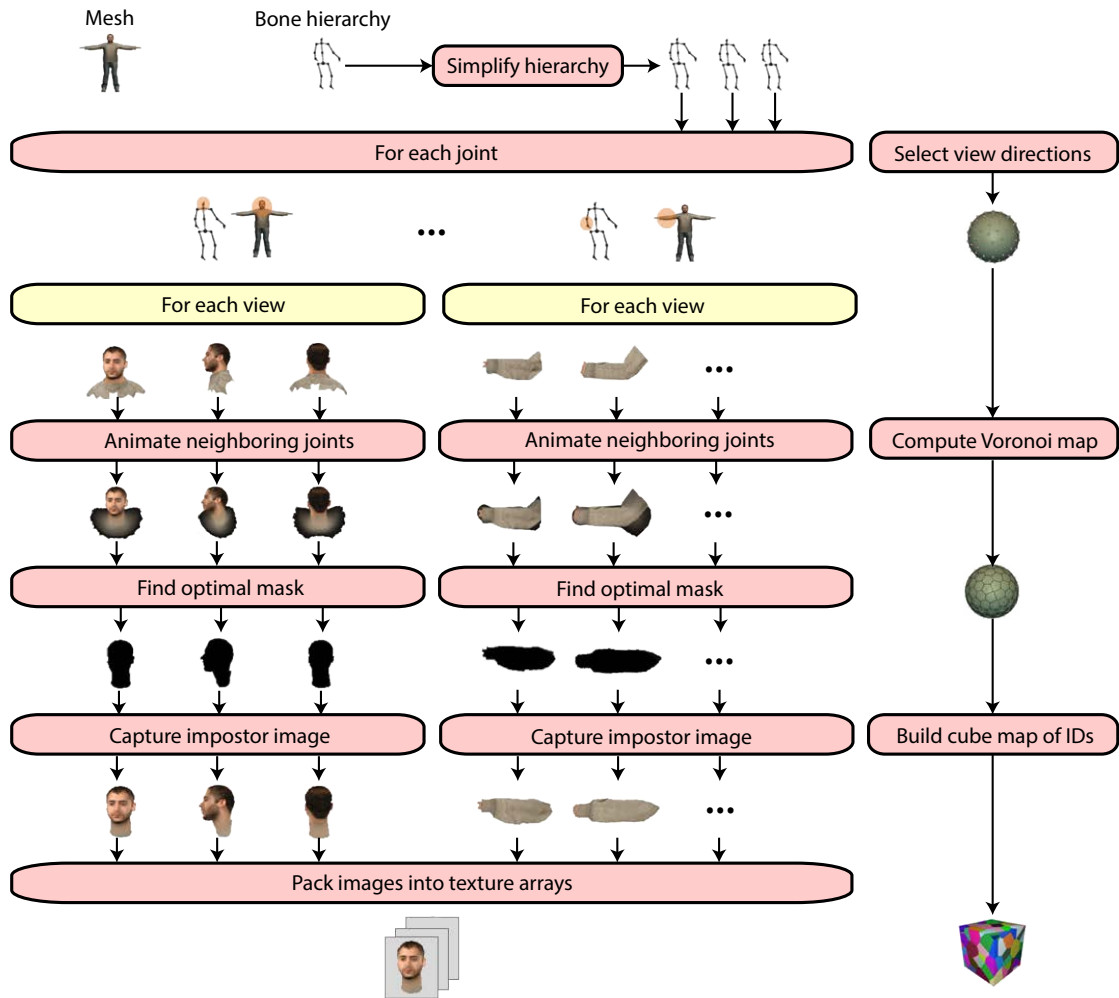 Mesh
Bone hierarchy
Simplify hierarchy
For each joint
Select view directions
...
For each view
For each view
...
Animate neighboring joints
Animate neighboring joints
Compute Voronoi map
...
Find optimal mask
Find optimal mask
...
Capture impostor image
Capture impostor image
Build cube map of IDs
...
Pack images into texture arrays